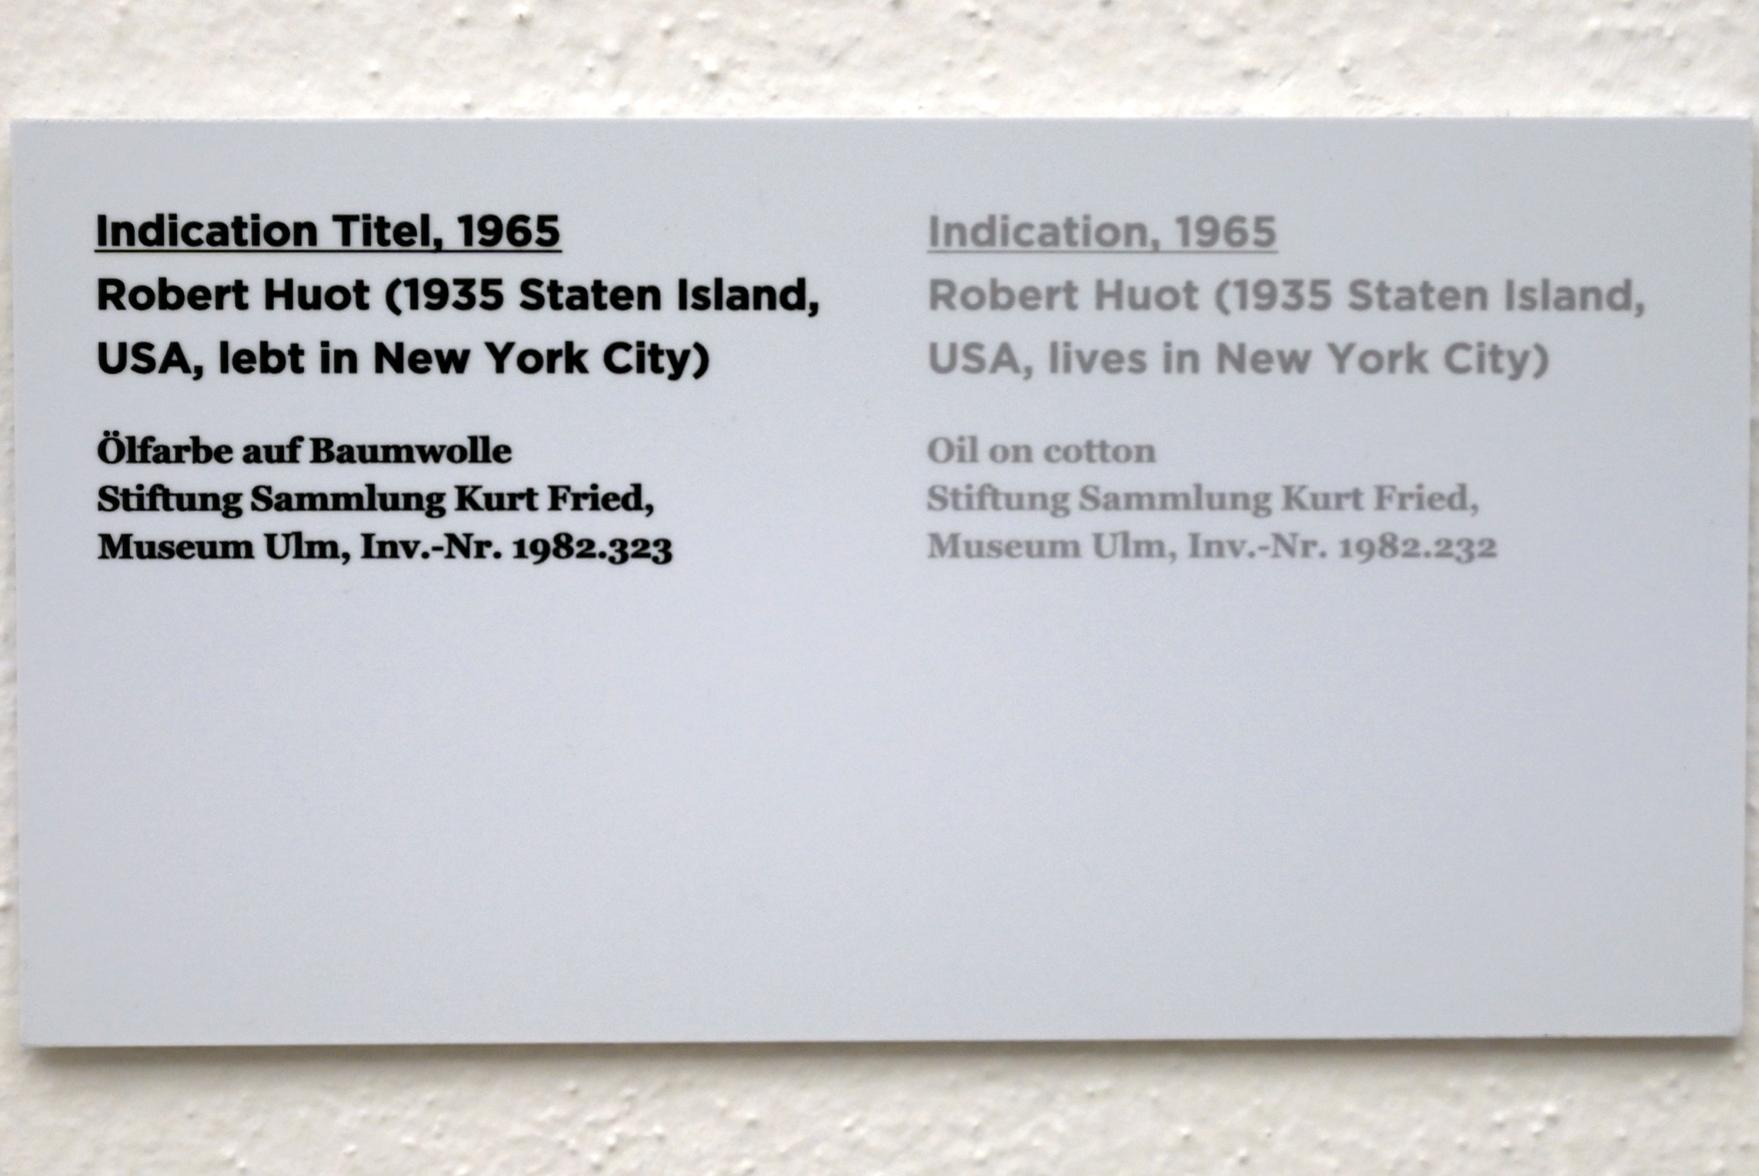 Indication Titel, 1965
Robert Huot (1935 Staten Island,
USA, lebt in New York City)
Ölfarbe auf Baumwolle
Stiftung Sammlung Kurt Fried,
Museum Ulm, Inv.-Nr. 1982.323
Indication, 1965
Robert Huot (1935 Staten Island,
USA, lives in New York City)
Oil on cotton
Stiftung Sammlung Kurt Fried,
Museum Ulm, Inv.-Nr. 1982.232